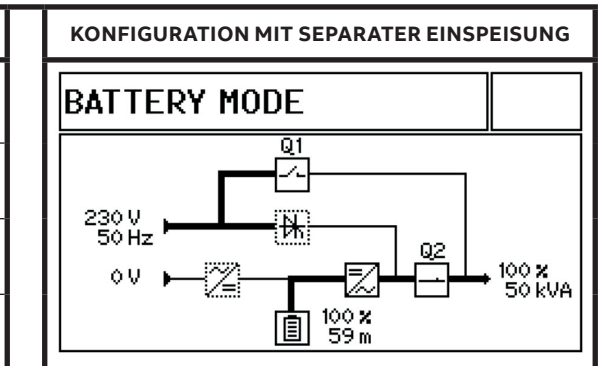 KONFIGURATION MIT SEPARATER EINSPEISUNG
BATTERY MODE
Q1
230 V
50 Hz
Q2
0 V
100 %
50 kVA
100 %
59 m